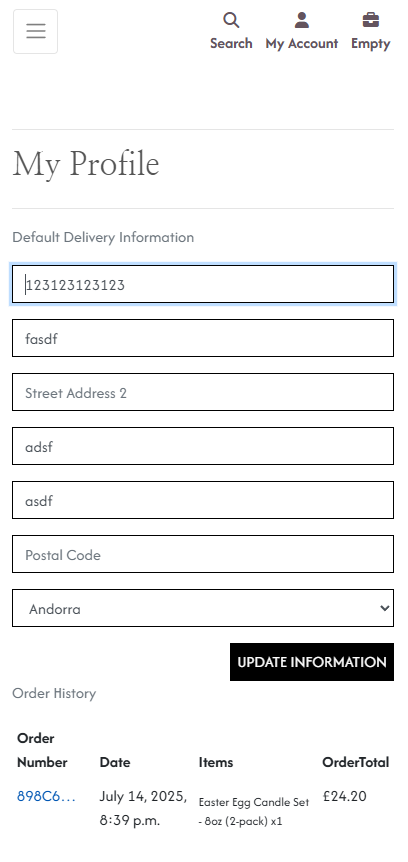 Search My Account Empty
My Profile
Default Delivery Information
123123123123
fasdf
Street Address 2
adsf
asdf
Postal Code
Andorra
UPDATE INFORMATION
Order History
Order
Number Date Items OrderTotal
898C6... July 14, 2025, Easter Egg Candle Set £24.20
8:39 p.m. - 8oz (2-pack) x1